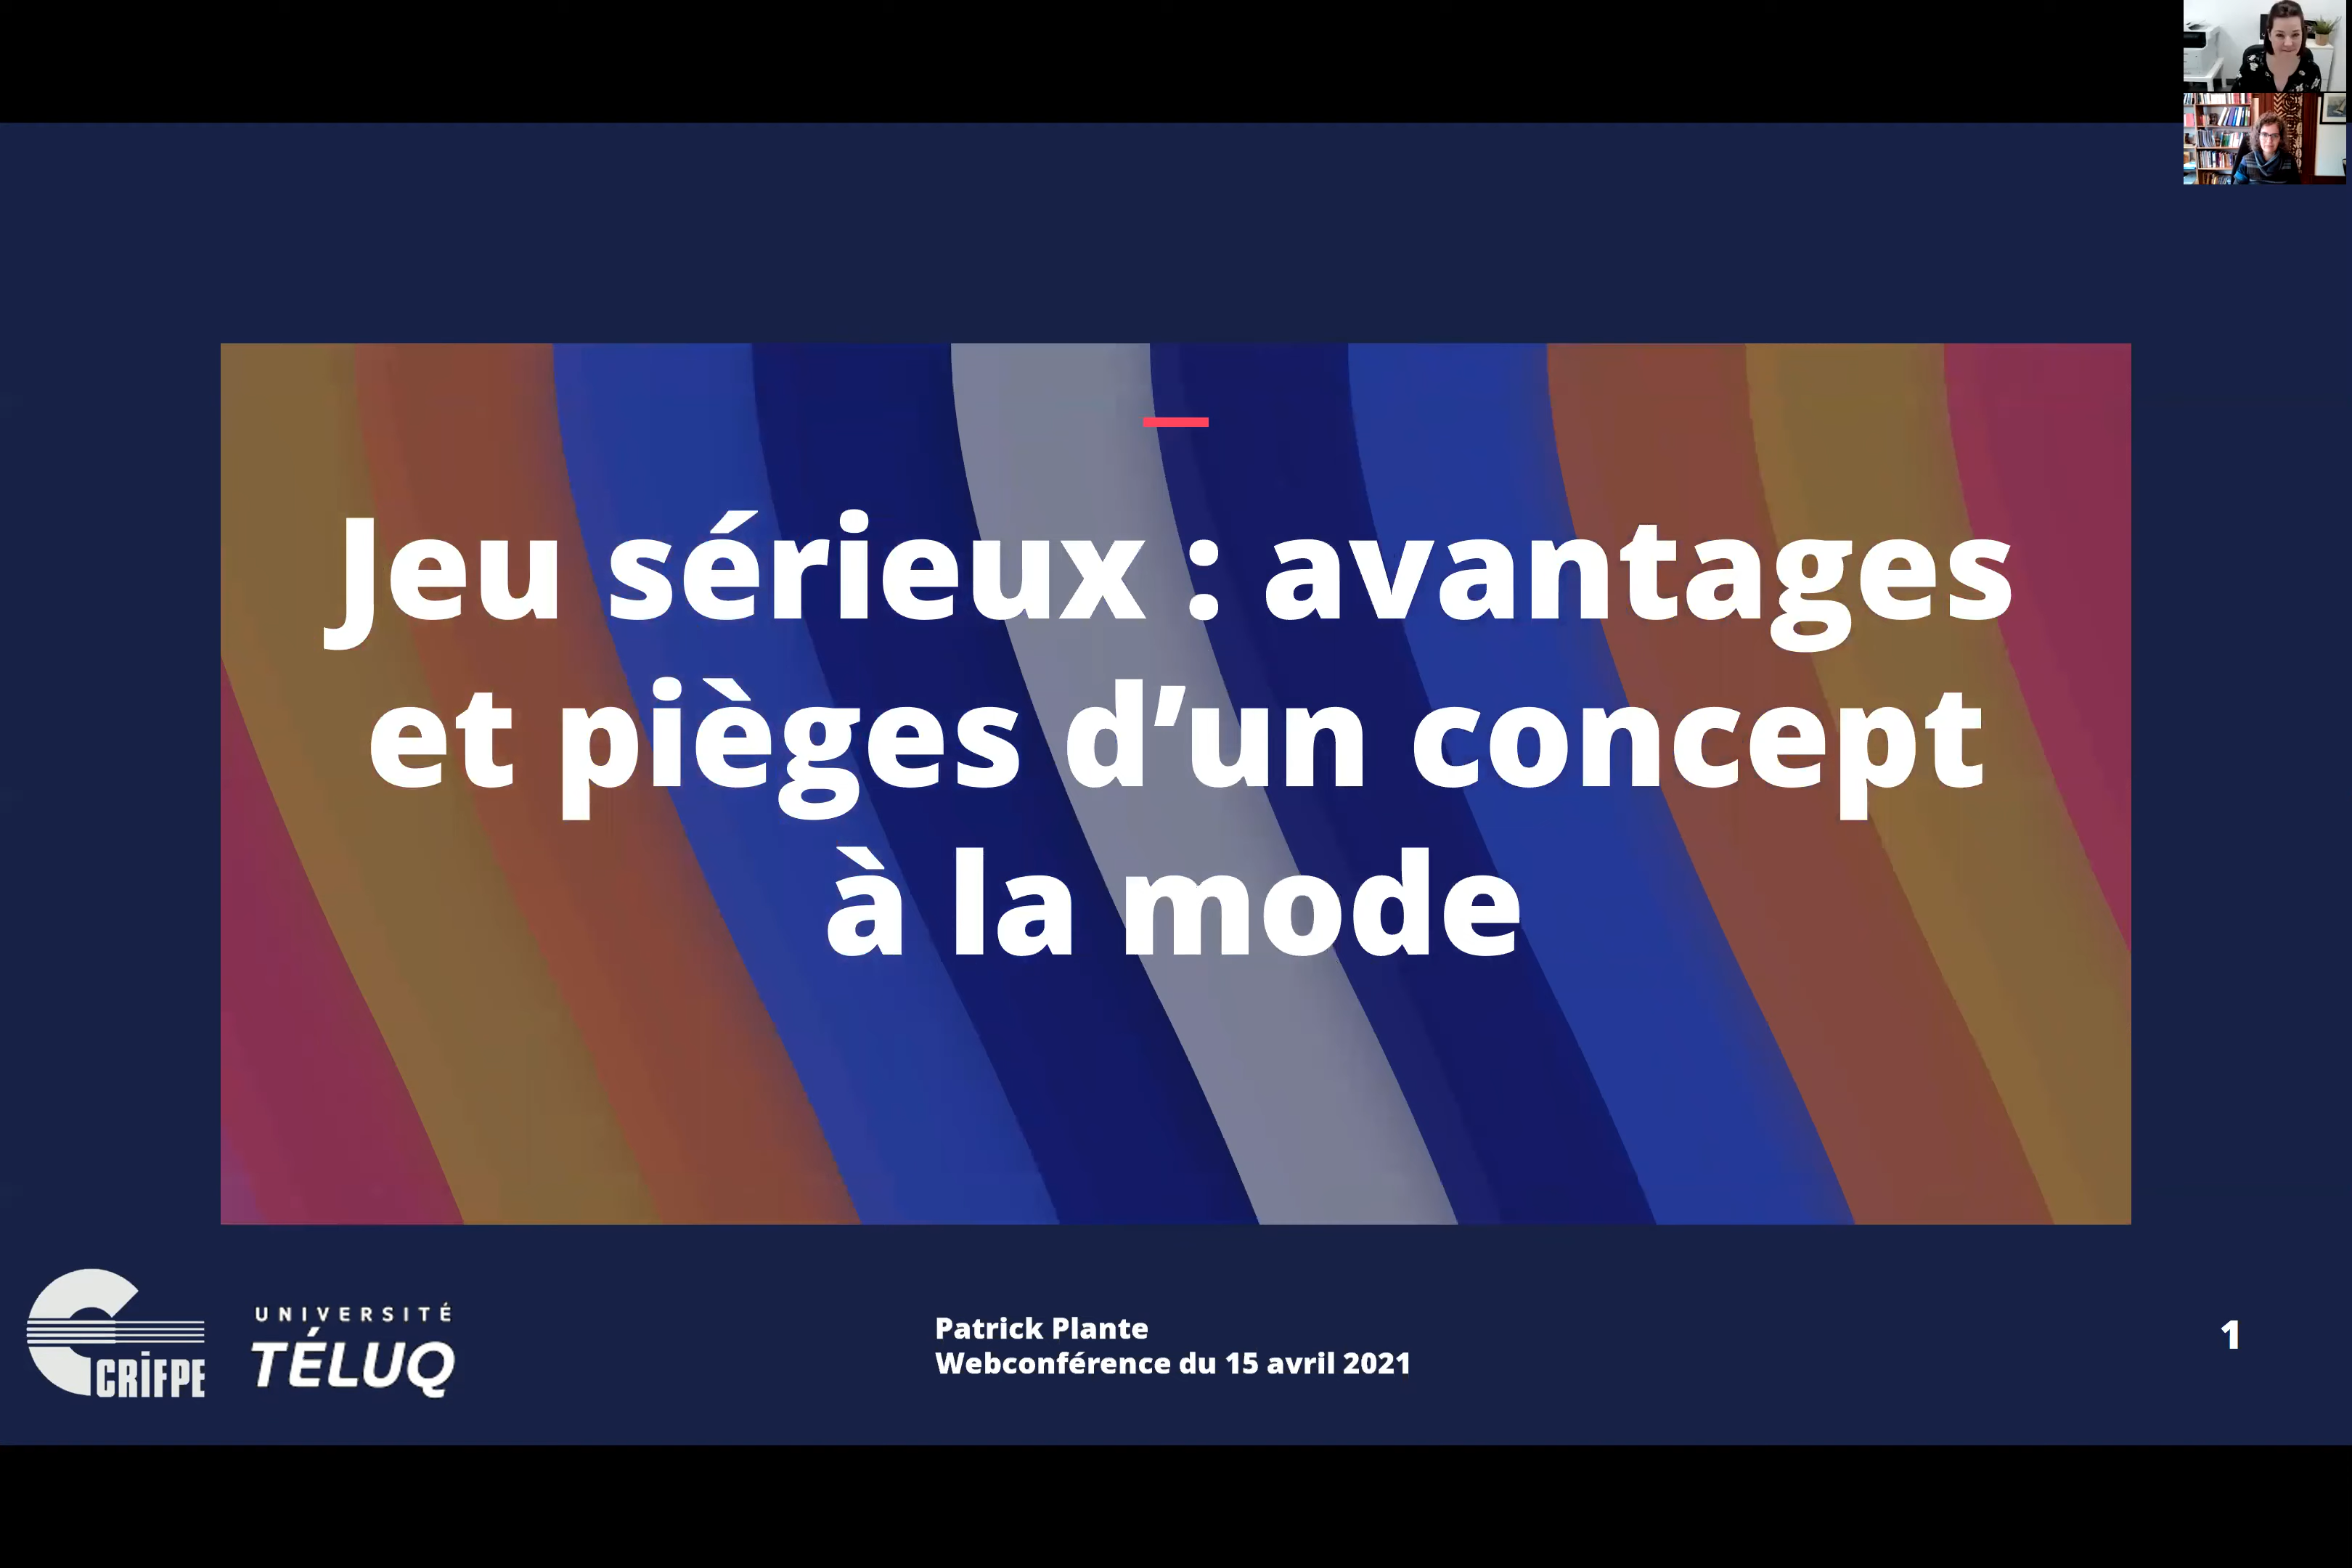 Jeu sérieux : avantages
et pièges d’un concept
à la mode
CRIFPE
UNIVERSITÉ
TÉLUQ
Patrick Plante
Webconférence du 15 avril 2021
1